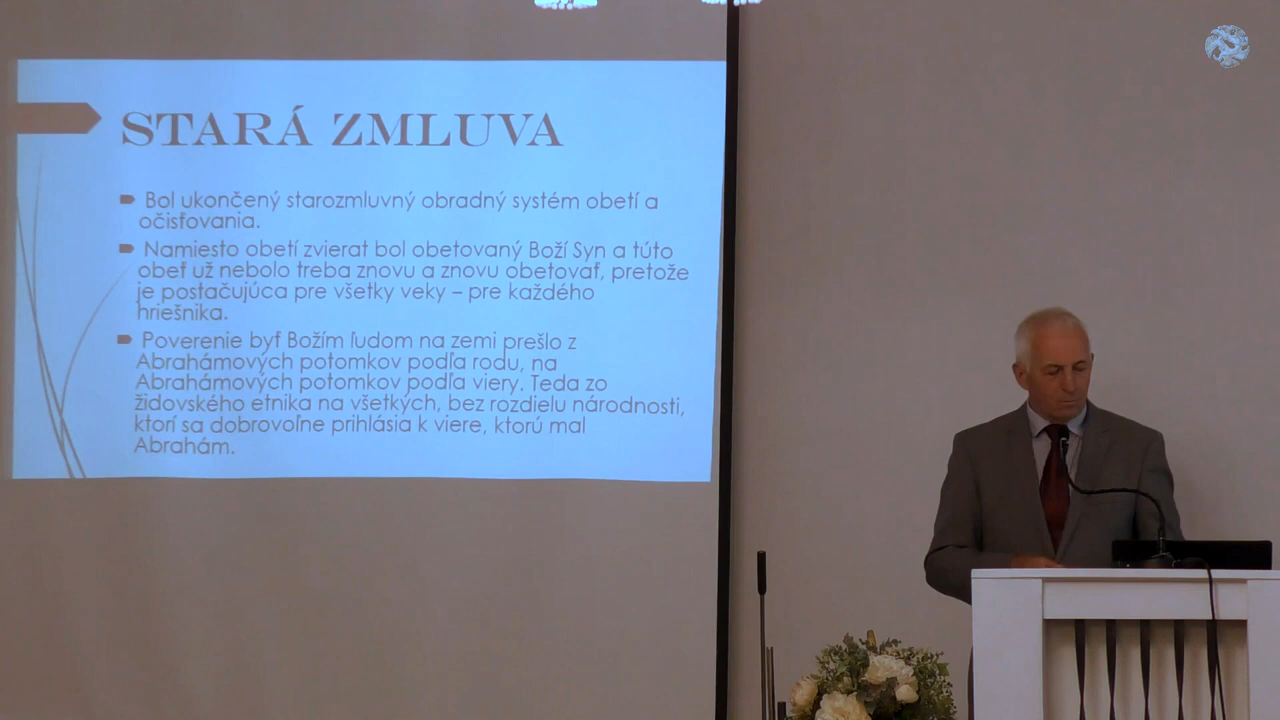 STARÁ ZMLUVA
Bol ukončený starozmluvný obradný systém obetí a
očisťovania.
Namiesto obetí zvierat bol obetovaný Boží Syn a túto
obeť už nebolo treba znovu a znovu obetovať, pretože
je postačujúca pre všetky veky – pre každého
hriešnika.
Poverenie byť Božím ľudom na zemi prešlo z
Abrahámových potomkov podľa rodu, na
Abrahámových potomkov podľa viery. Teda zo
židovského etnika na všetkých, bez rozdielu národnosti,
ktorí sa dobrovoľne prihlásia k viere, ktorú mal
Abrahám.